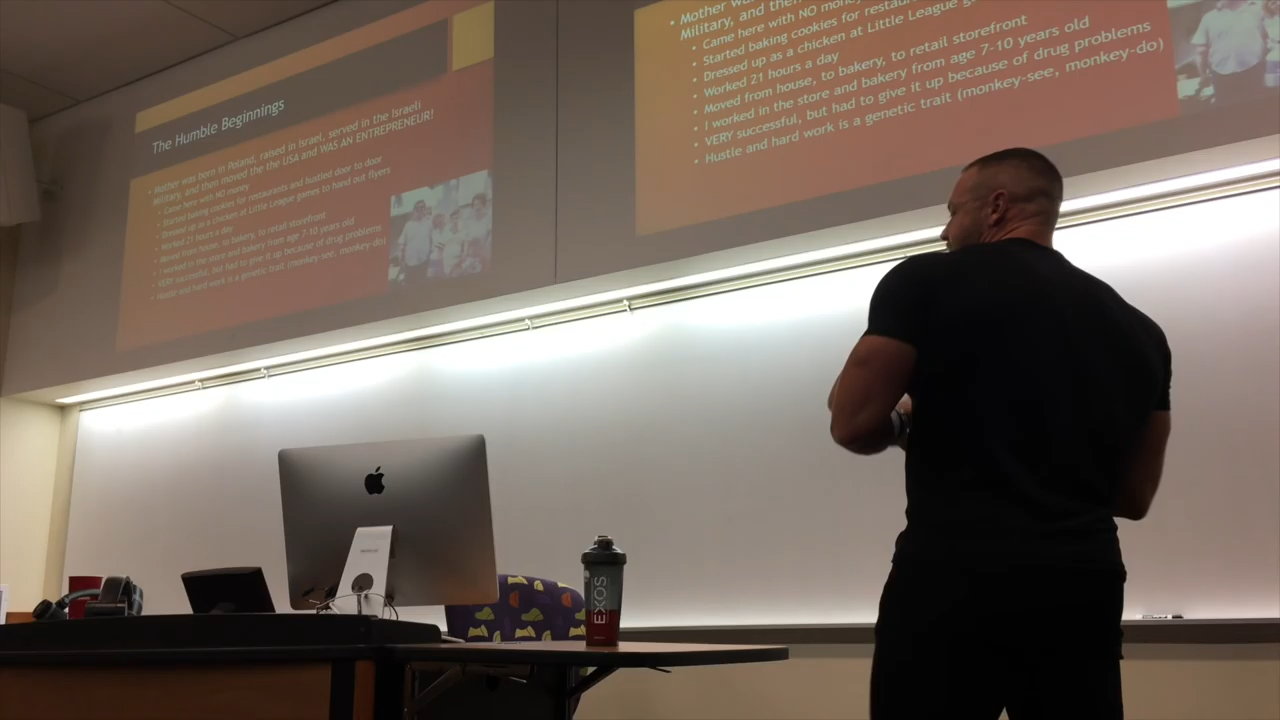 The Humble Beginnings
Mother was born in Poland, raised in Israel, served in the Israeli
Military, and then moved the the USA and WAS AN ENTREPRENEUR!
Came here with NO money
Started baking cookies for restaurants and hustled door to door
Dressed up as a chicken at Little League games to hand out flyers
Worked 21 hours a day
Moved from house, to bakery, to retail storefront
I worked in the store and bakery from age 7-10 years old
VERY successful, but had to give it up because of drug problems
Hustle and hard work is a genetic trait (monkey-see, monkey-do)
Mother was
Military, and then
Came here with NO money
Started baking cookies for restaura
Dressed up as a chicken at Little League g
Worked 21 hours a day
Moved from house, to bakery, to retail storefront
I worked in the store and bakery from age 7-10 years old
VERY successful, but had to give it up because of drug problems
Hustle and hard work is a genetic trait (monkey-see, monkey-do)
EXOS